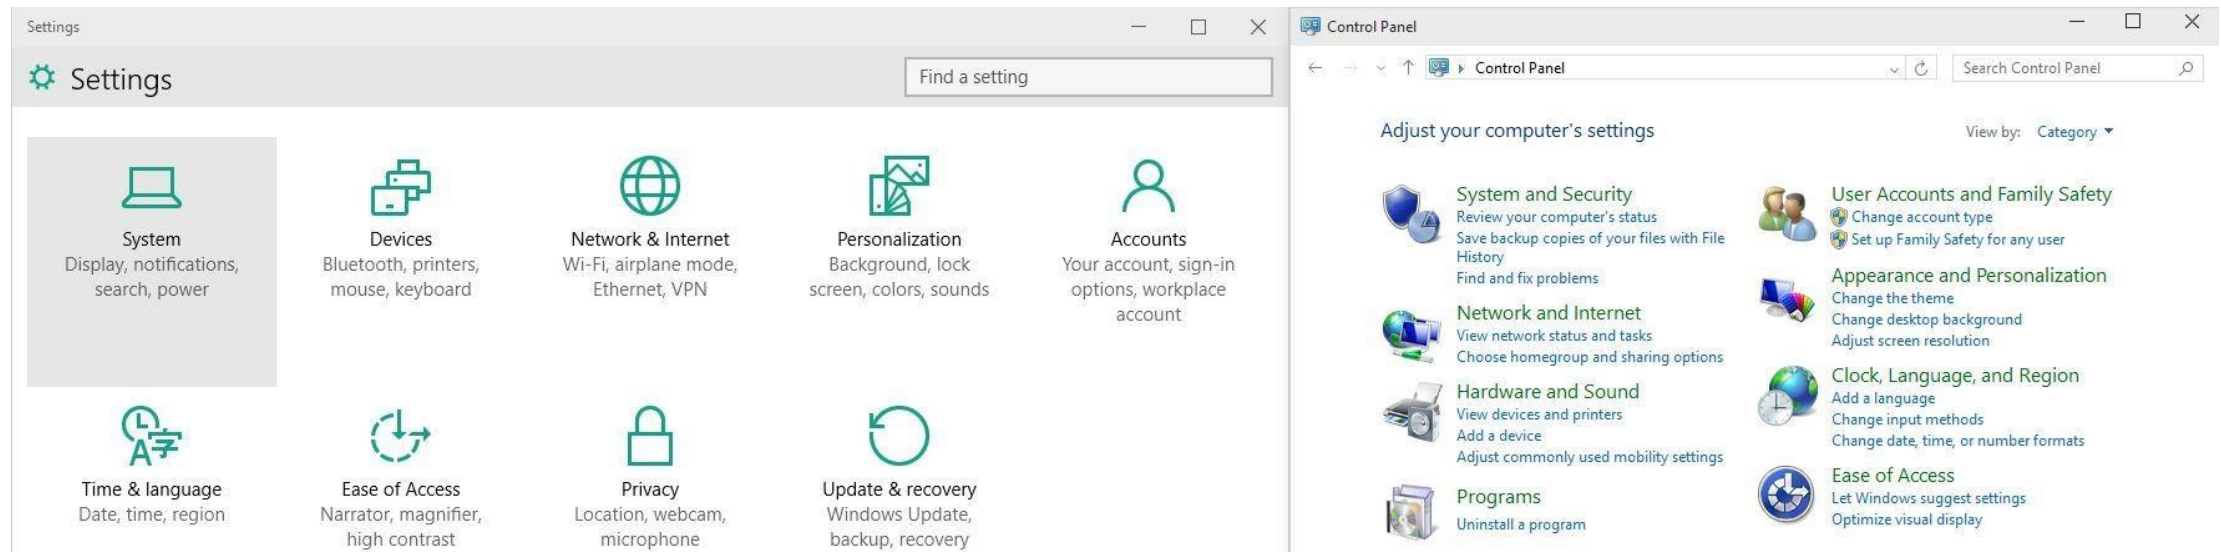 Settings
Settings
Find a setting
System
Display, notifications,
search, power
Devices
Bluetooth, printers,
mouse, keyboard
Network & Internet
Wi-Fi, airplane mode,
Ethernet, VPN
Personalization
Background, lock
screen, colors, sounds
Accounts
Your account, sign-in
options, workplace
account
Time & language
Date, time, region
Ease of Access
Narrator, magnifier,
high contrast
Privacy
Location, webcam,
microphone
Update & recovery
Windows Update,
backup, recovery
Control Panel
Control Panel
Search Control Panel
Adjust your computer's settings
View by: Category
System and Security
Review your computer's status
Save backup copies of your files with File
History
Find and fix problems
Network and Internet
View network status and tasks
Choose homegroup and sharing options
Hardware and Sound
View devices and printers
Add a device
Adjust commonly used mobility settings
Programs
Uninstall a program
User Accounts and Family Safety
Change account type
Set up Family Safety for any user
Appearance and Personalization
Change the theme
Change desktop background
Adjust screen resolution
Clock, Language, and Region
Add a language
Change input methods
Change date, time, or number formats
Ease of Access
Let Windows suggest settings
Optimize visual display